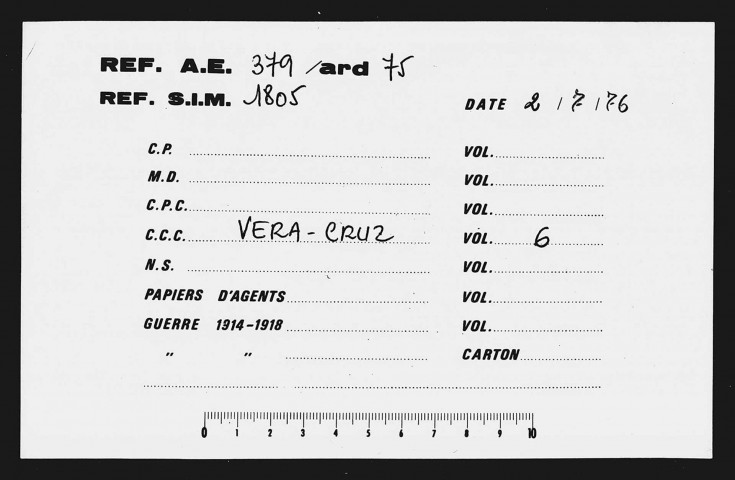 REF. A.E. 379 /ard 75
REF. S.I.M. 1805 DATE 2 / 7 / 76
C.P. VOL.
M.D. VOL.
C.P.C. VOL.
C.C.C. VERA-CRUZ VOL. 6
N.S. VOL.
PAPIERS D'AGENTS VOL.
GUERRE 1914-1918 VOL.
" " CARTON
0 1 2 3 4 5 6 7 8 9 10